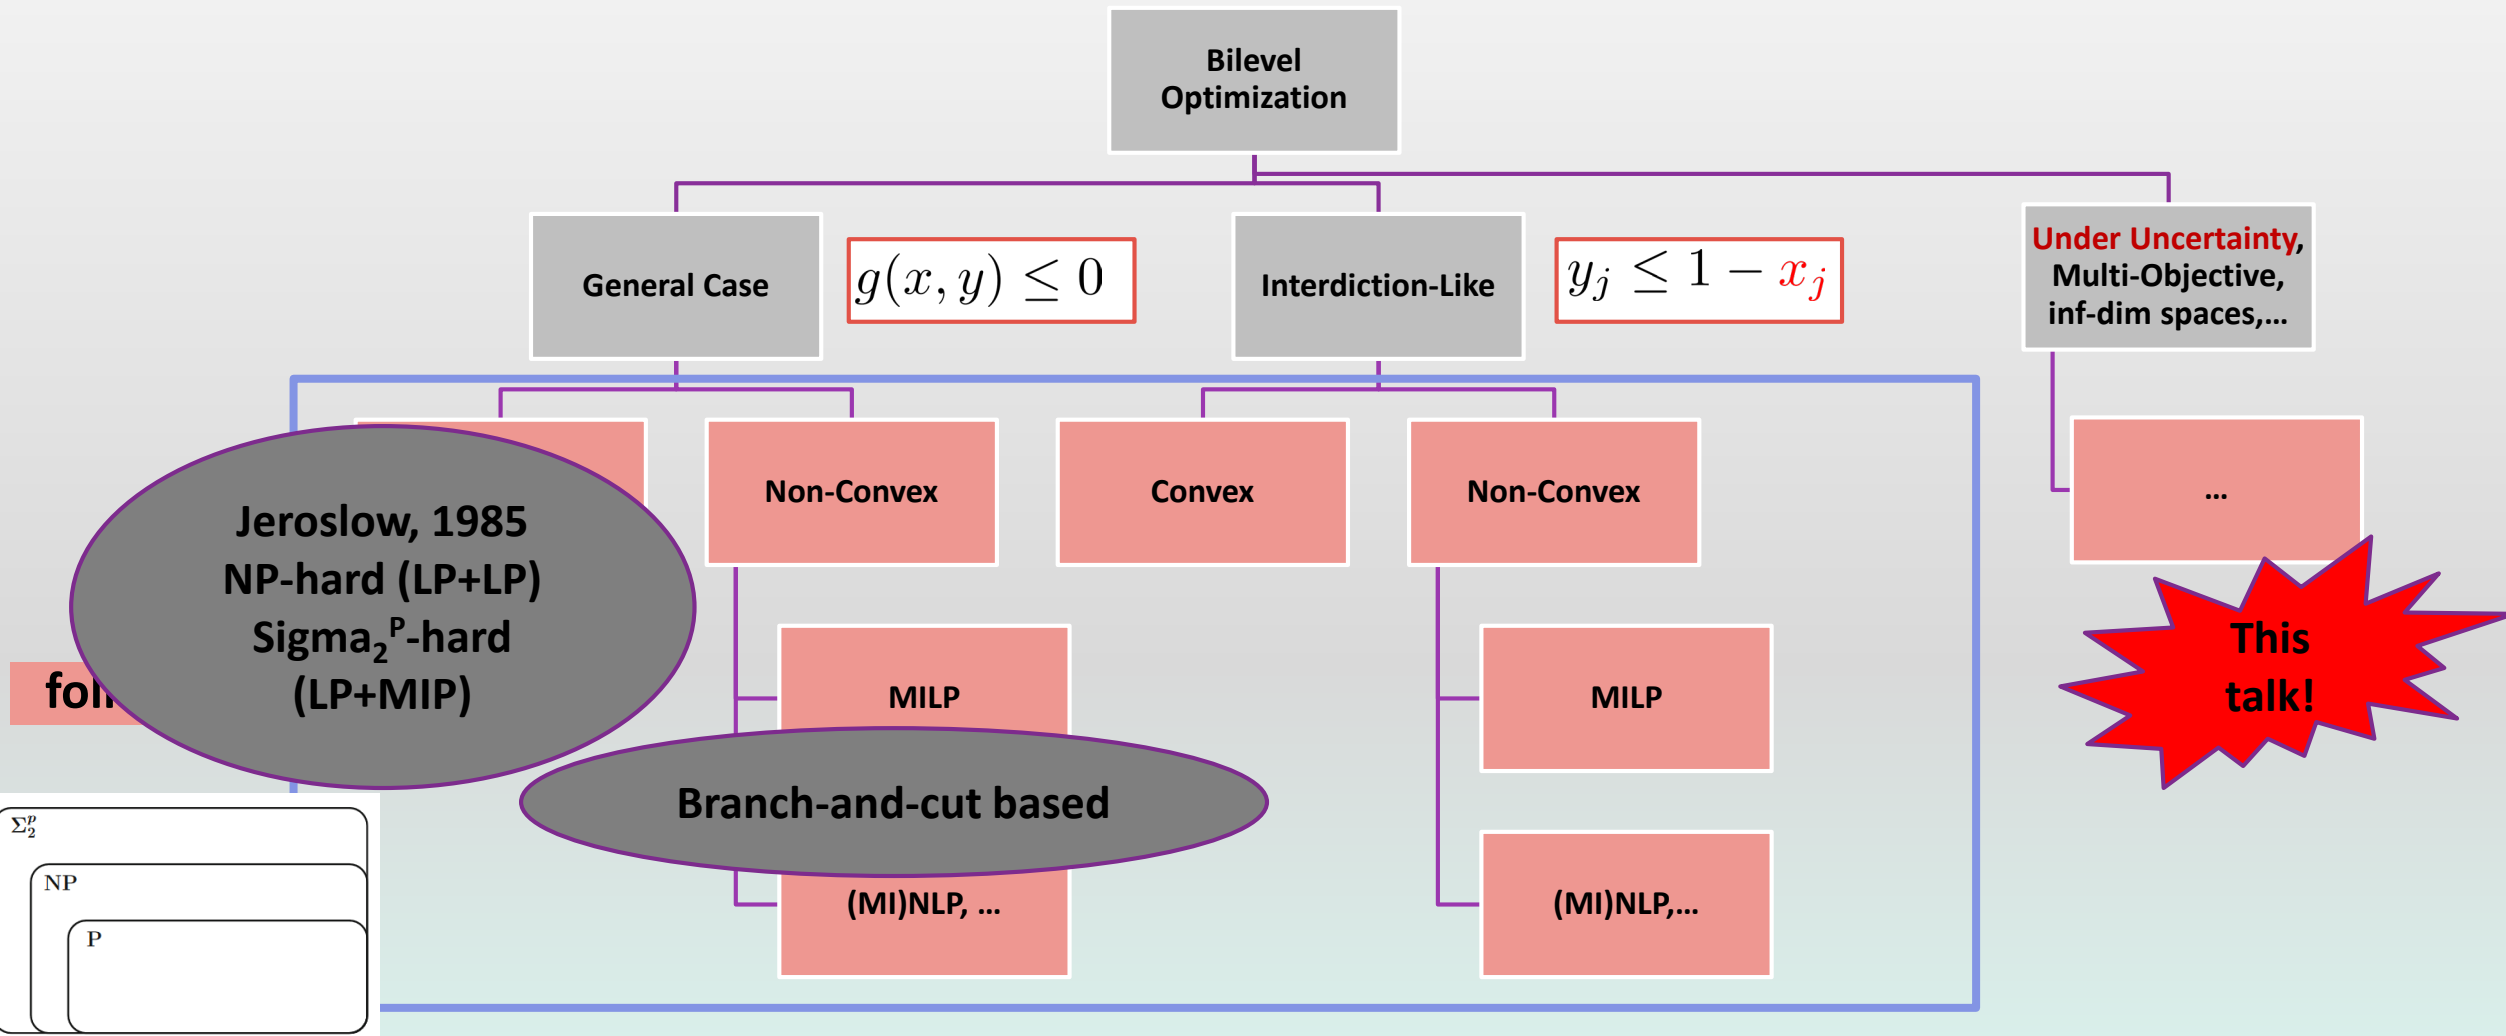 Bilevel
Optimization
General Case
g(x, y) ≤ 0
Interdiction-Like
y_j ≤ 1 − x_j
Under Uncertainty,
Multi-Objective,
inf-dim spaces,...
Non-Convex
Convex
Non-Convex
...
Jeroslow, 1985
NP-hard (LP+LP)
Sigma₂ᴾ-hard
(LP+MIP)
MILP
MILP
This
talk!
Branch-and-cut based
(MI)NLP, ...
(MI)NLP,...
Σ₂ᵖ
NP
P